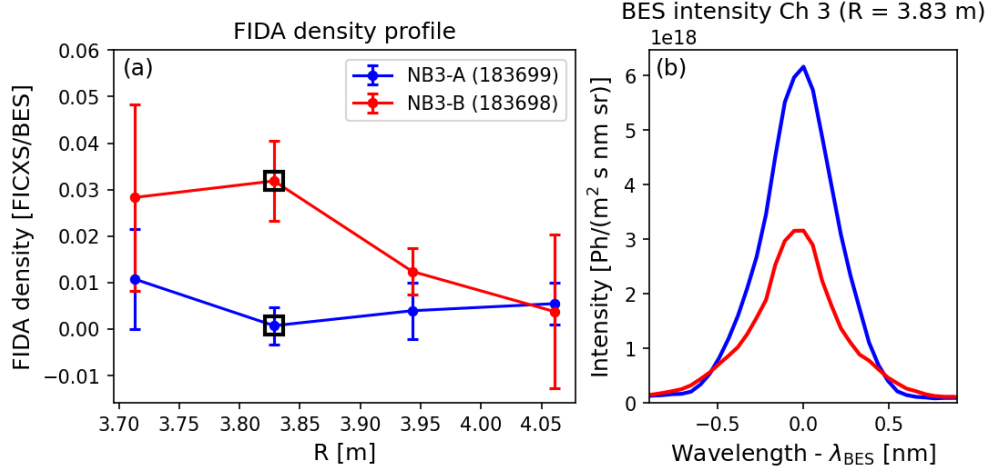 FIDA density profile
(a)
NB3-A (183699)
NB3-B (183698)
FIDA density [FICXS/BES]
0.06
0.05
0.04
0.03
0.02
0.01
0.00
−0.01
3.70 3.75 3.80 3.85 3.90 3.95 4.00 4.05
R [m]
BES intensity Ch 3 (R = 3.83 m)
1e18
(b)
Intensity [Ph/(m² s nm sr)]
6
5
4
3
2
1
0
−0.5 0.0 0.5
Wavelength - λ_BES [nm]